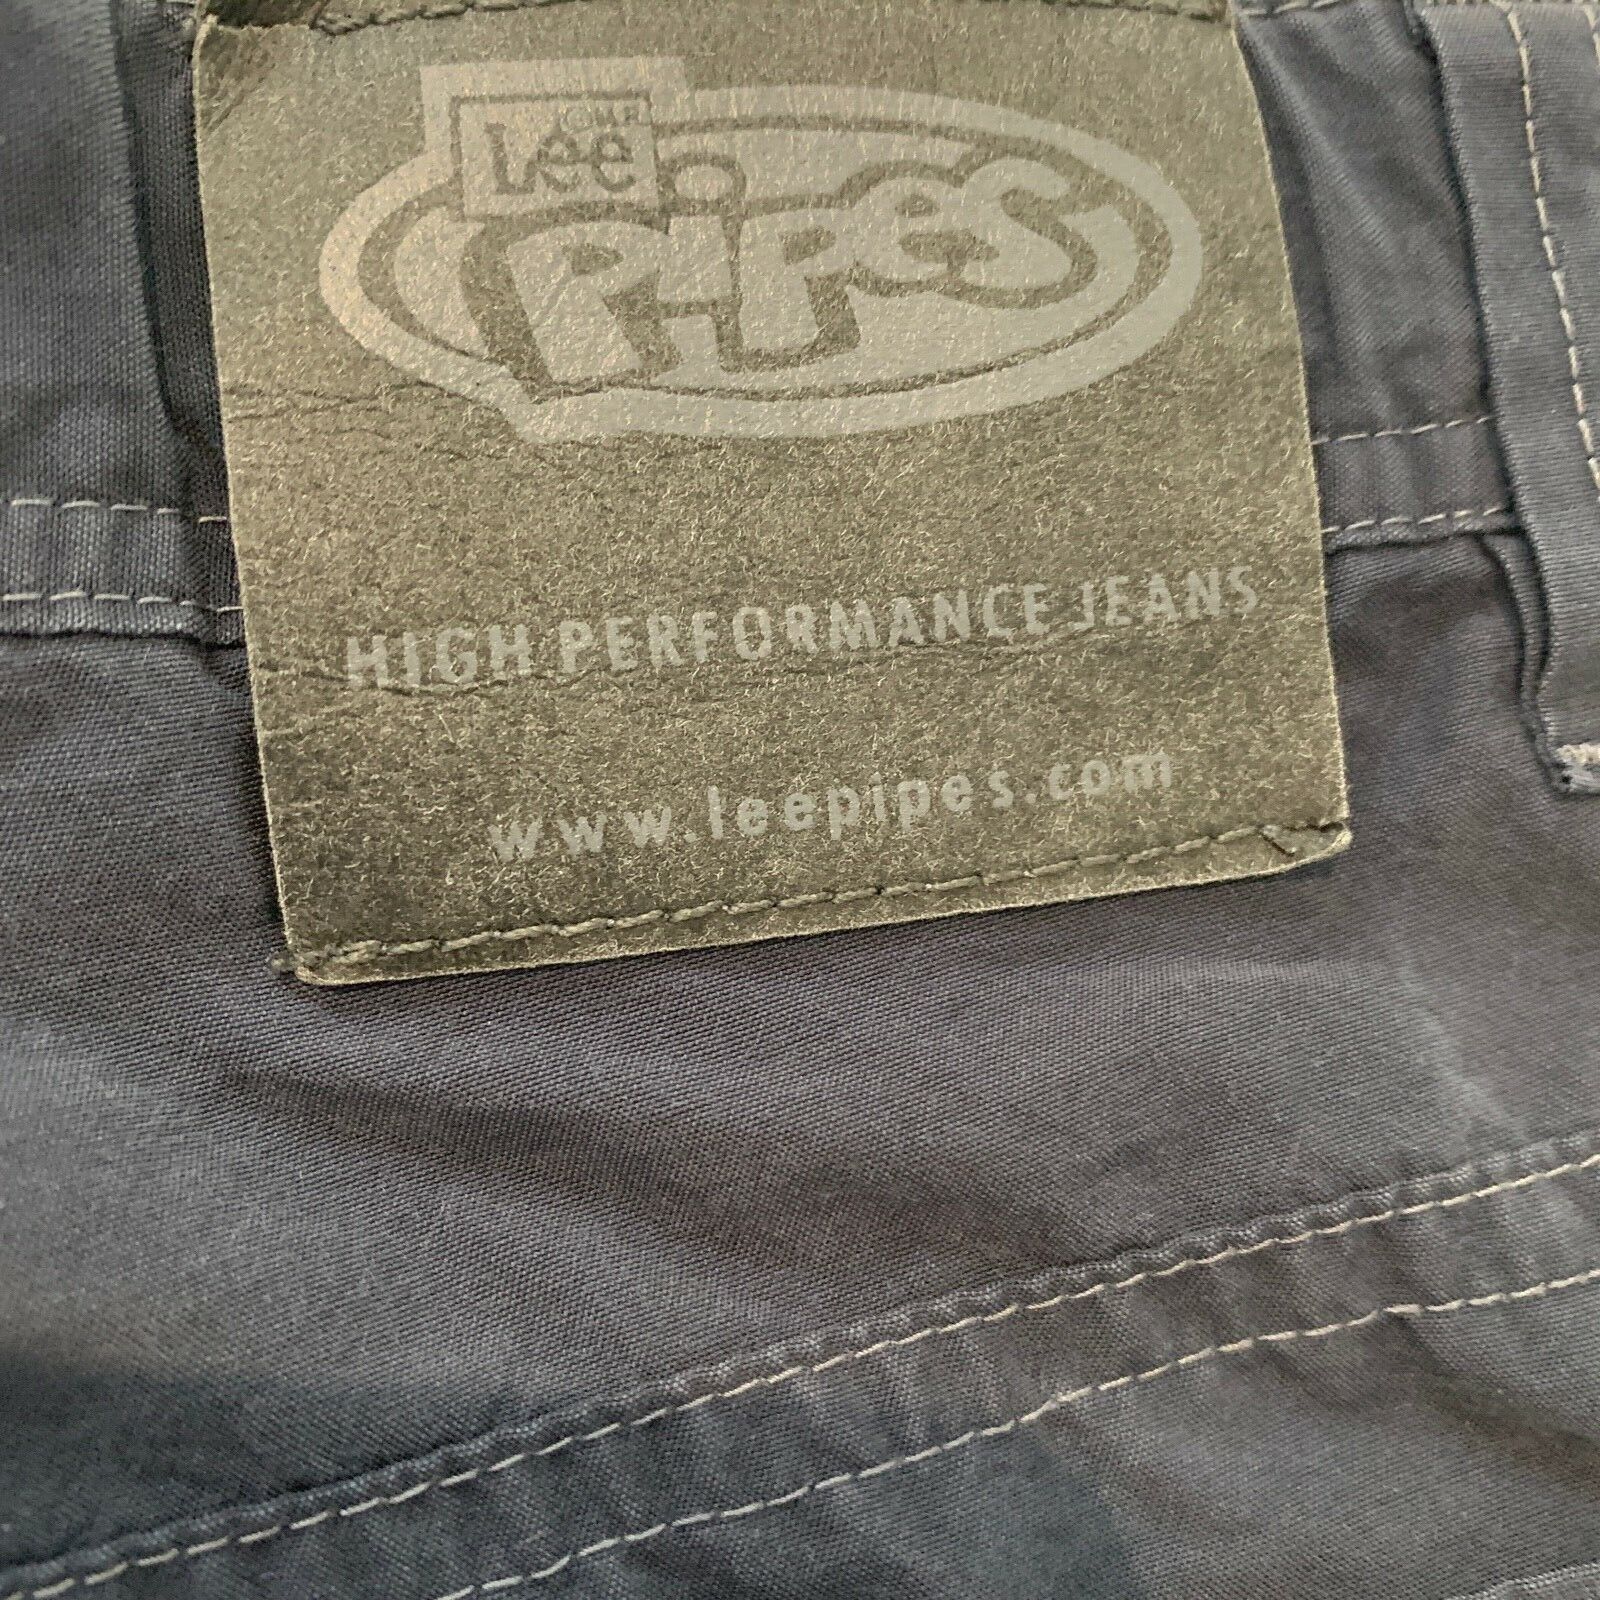 Lee
PiPes
HIGH PERFORMANCE JEANS
www.leepipes.com